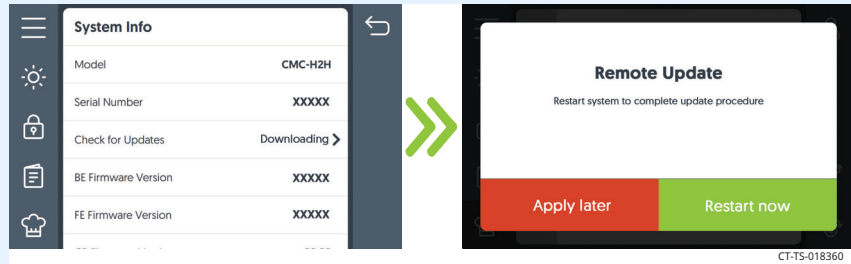 System Info
Model CMC-H2H
Serial Number XXXXX
Check for Updates Downloading
BE Firmware Version XXXXX
FE Firmware Version XXXXX
Remote Update
Restart system to complete update procedure
Apply later Restart now
CT-TS-018360